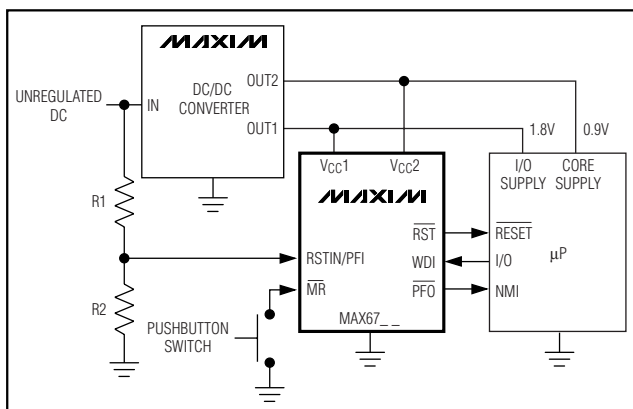 MAXIM
UNREGULATED
DC
IN
DC/DC
CONVERTER
OUT2
OUT1
1.8V
0.9V
VCC1
VCC2
I/O
SUPPLY
CORE
SUPPLY
R1
MAXIM
RST
RESET
RSTIN/PFI
WDI
I/O
µP
MR
PFO
NMI
R2
MAX67_ _
PUSHBUTTON
SWITCH